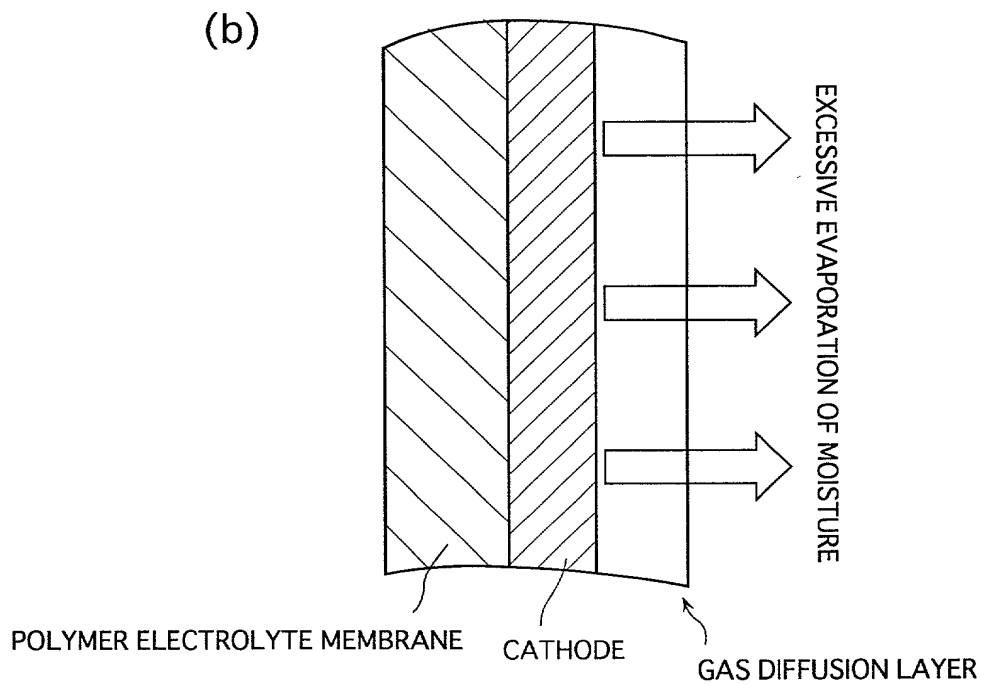 (b)
EXCESSIVE EVAPORATION OF MOISTURE
POLYMER ELECTROLYTE MEMBRANE
CATHODE
GAS DIFFUSION LAYER